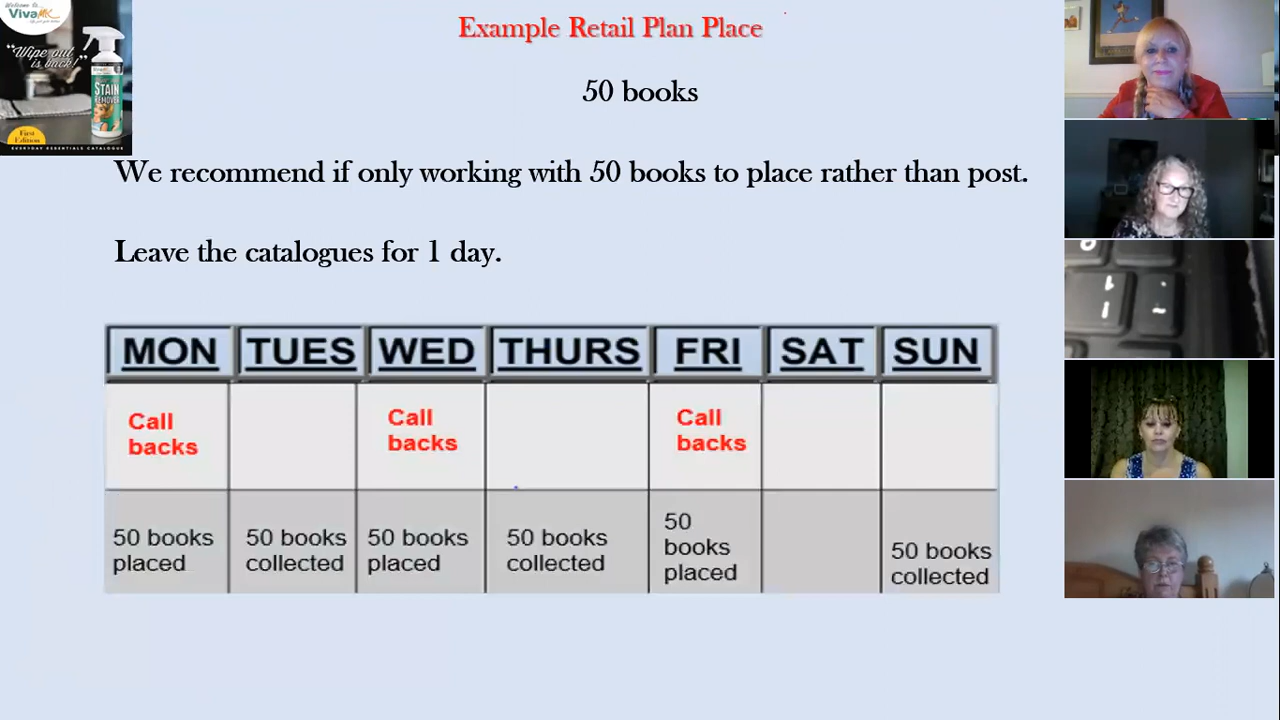 Welcome to...
VivaMK
"Wipe out
is back!"
STAIN
REMOVER
First
Edition
EVERYDAY ESSENTIALS CATALOGUE
Example Retail Plan Place
50 books
We recommend if only working with 50 books to place rather than post.
Leave the catalogues for 1 day.
MON TUES WED THURS FRI SAT SUN
Call backs
Call backs
Call backs
50 books placed
50 books collected
50 books placed
50 books collected
50 books placed
50 books collected